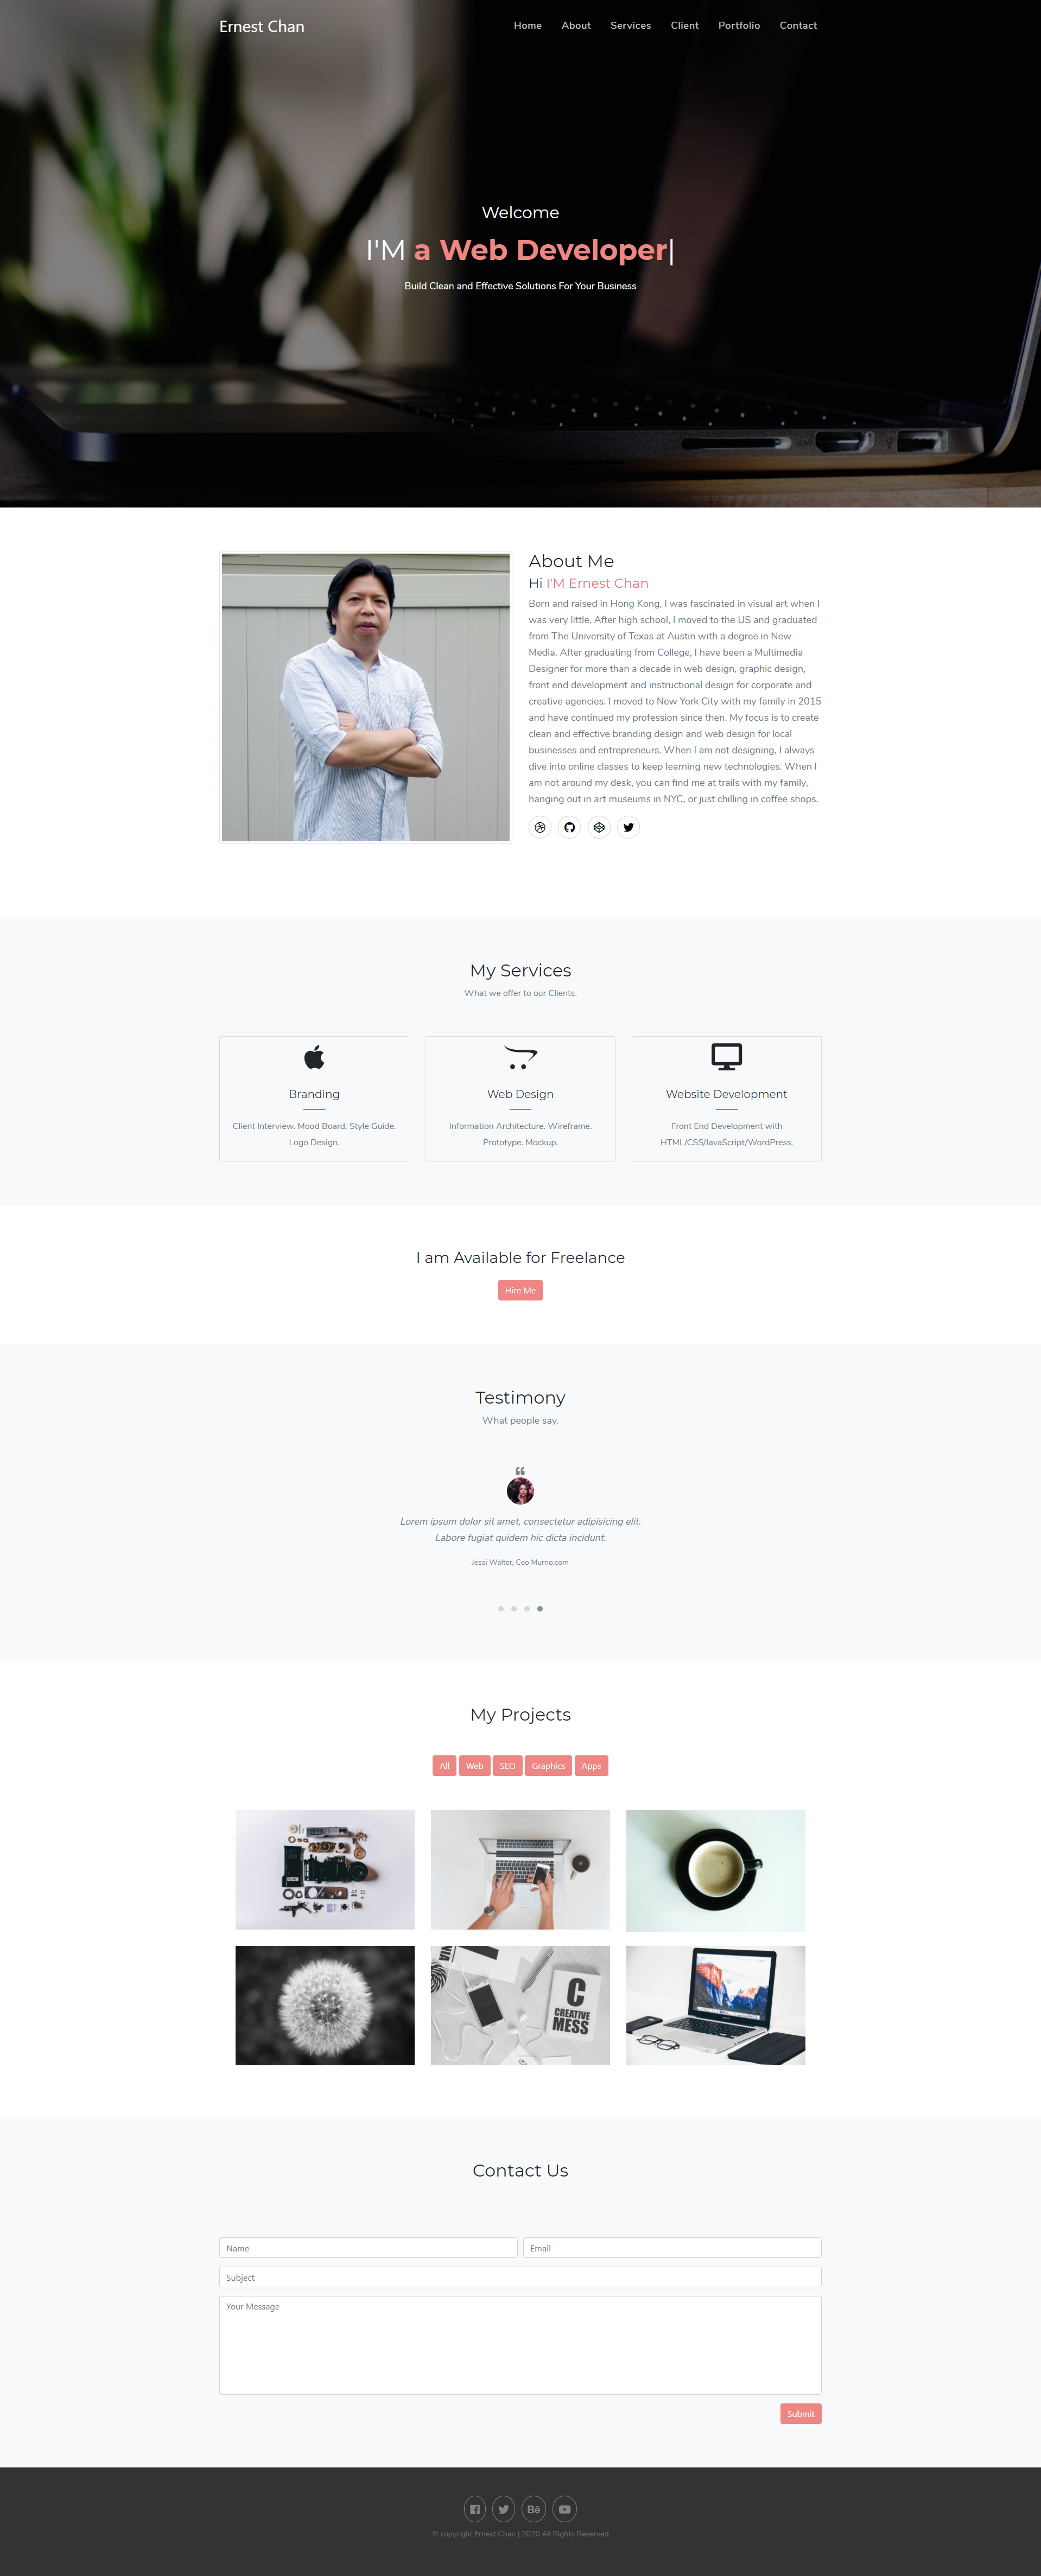 Ernest Chan
Home About Services Client Portfolio Contact
Welcome
I'M a Web Developer|
Build Clean and Effective Solutions For Your Business
About Me
Hi I'M Ernest Chan
Born and raised in Hong Kong, I was fascinated in visual art when I
was very little. After high school, I moved to the US and graduated
from The University of Texas at Austin with a degree in New
Media. After graduating from College, I have been a Multimedia
Designer for more than a decade in web design, graphic design,
front end development and instructional design for corporate and
creative agencies. I moved to New York City with my family in 2015
and have continued my profession since then. My focus is to create
clean and effective branding design and web design for local
businesses and entrepreneurs. When I am not designing, I always
dive into online classes to keep learning new technologies. When I
am not around my desk, you can find me at trails with my family,
hanging out in art museums in NYC, or just chilling in coffee shops.
My Services
What we offer to our Clients.
Branding
Client Interview. Mood Board. Style Guide.
Logo Design.
Web Design
Information Architecture. Wireframe.
Prototype. Mockup.
Website Development
Front End Development with
HTML/CSS/JavaScript/WordPress.
I am Available for Freelance
Hire Me
Testimony
What people say.
Lorem ipsum dolor sit amet, consectetur adipisicing elit.
Labore fugiat quidem hic dicta incidunt.
Jessi Walter, Ceo Murno.com
My Projects
All Web SEO Graphics Apps
C
CREATIVE
MESS
Contact Us
Name Email
Subject
Your Message
Submit
Bē
© copyright Ernest Chan | 2020 All Rights Reserved